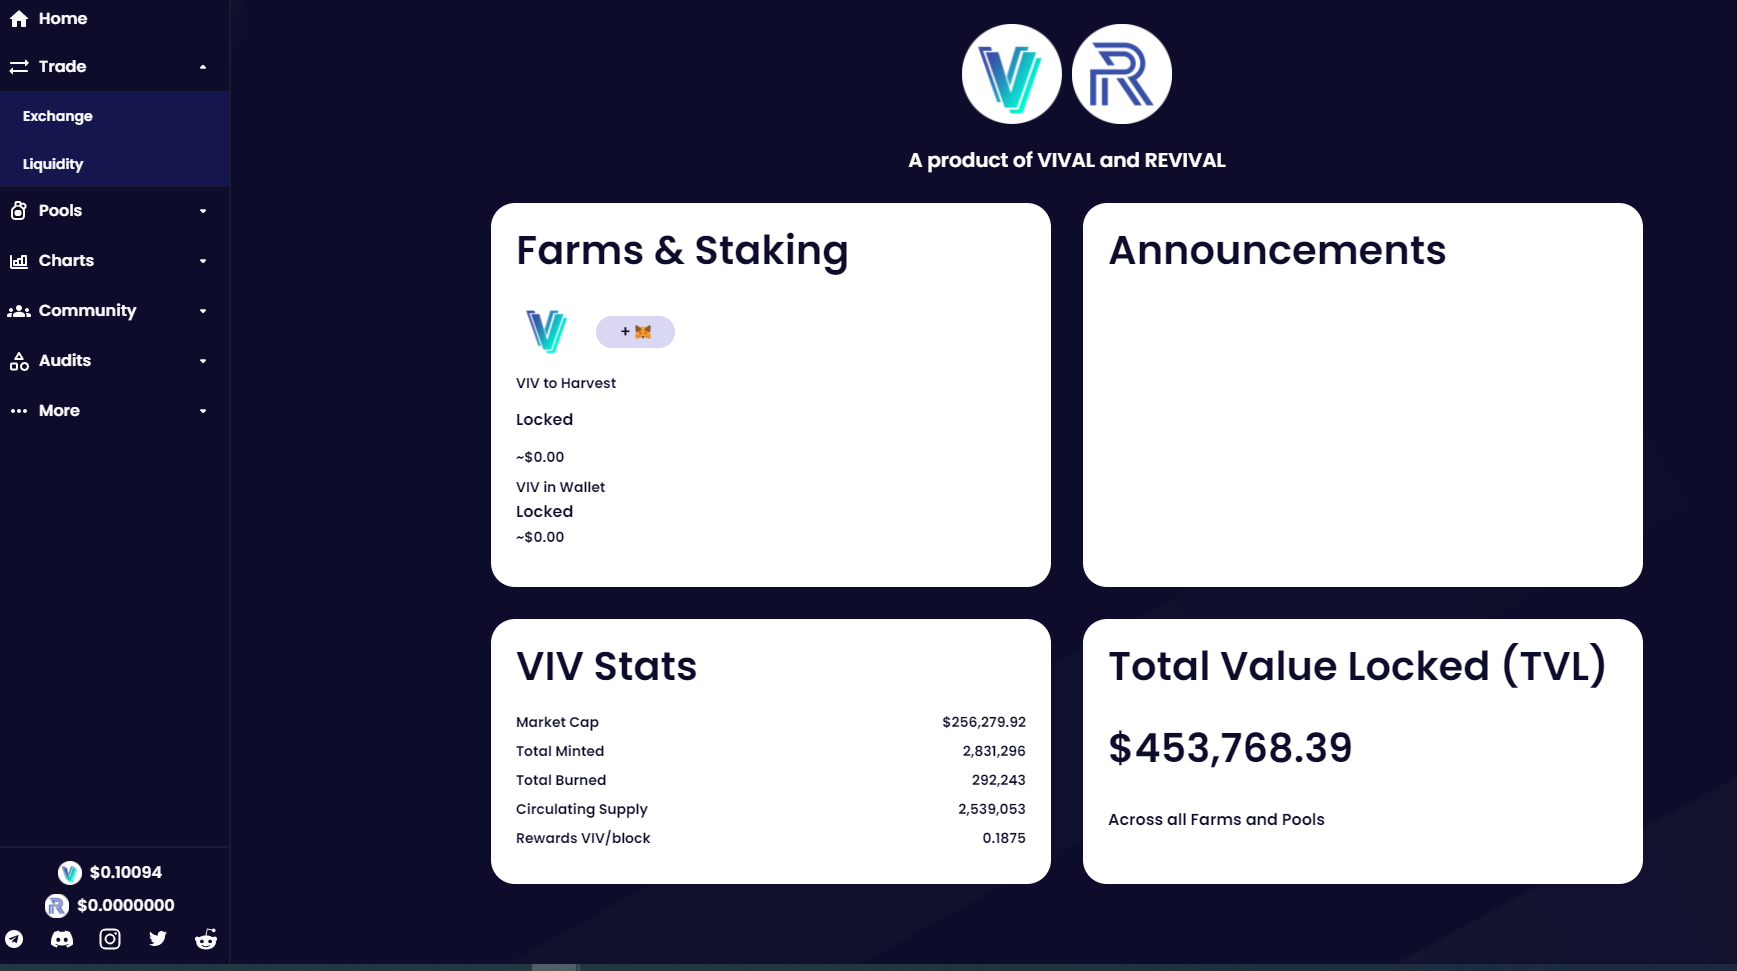 Home
Trade
Exchange
Liquidity
Pools
Charts
Community
Audits
More
$0.10094
$0.0000000
A product of VIVAL and REVIVAL
Farms & Staking
+
VIV to Harvest
Locked
~$0.00
VIV in Wallet
Locked
~$0.00
Announcements
VIV Stats
Market Cap $256,279.92
Total Minted 2,831,296
Total Burned 292,243
Circulating Supply 2,539,053
Rewards VIV/block 0.1875
Total Value Locked (TVL)
$453,768.39
Across all Farms and Pools